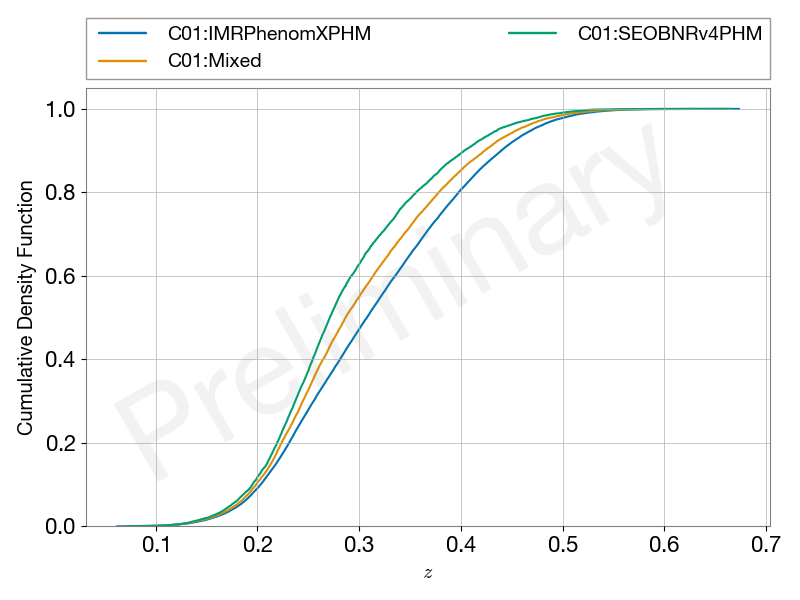 C01:IMRPhenomXPHM
C01:Mixed
C01:SEOBNRv4PHM
1.0
0.8
0.6
0.4
0.2
0.0
Cumulative Density Function
Preliminary
0.1 0.2 0.3 0.4 0.5 0.6 0.7
z